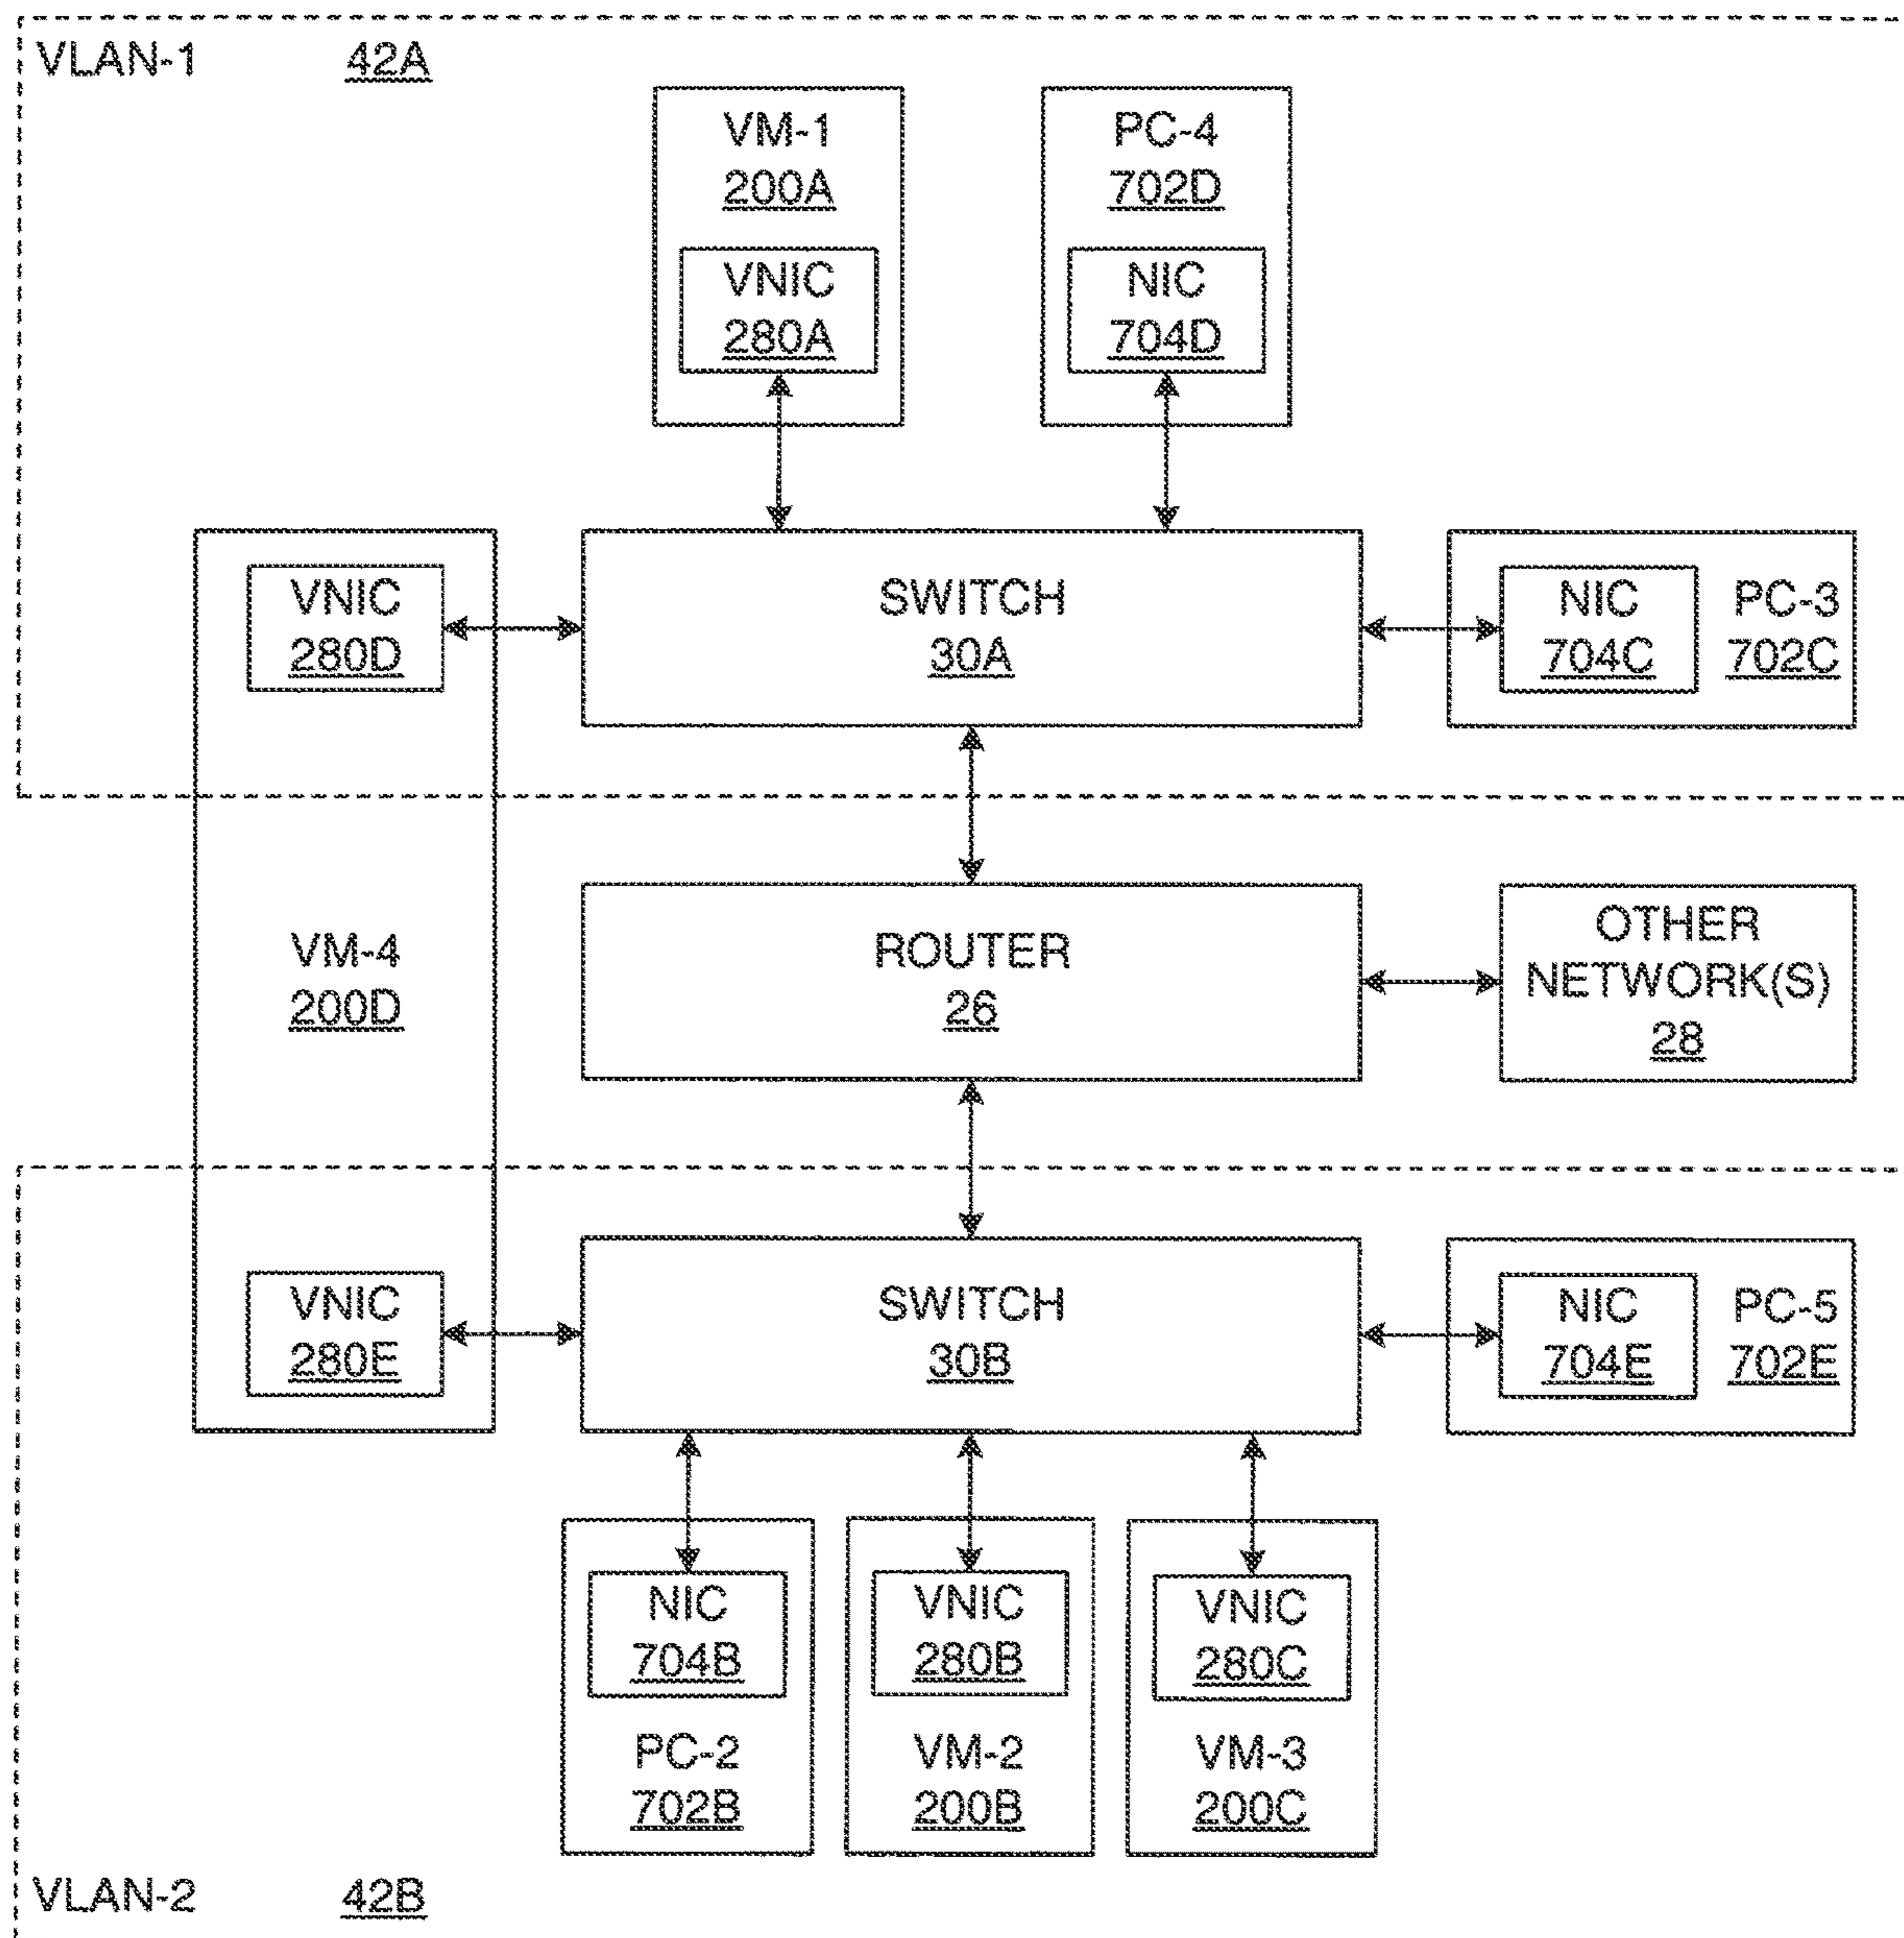 VLAN-1 42A
VM-1
200A
VNIC
280A
PC-4
702D
NIC
704D
VNIC
280D
SWITCH
30A
NIC
704C
PC-3
702C
VM-4
200D
ROUTER
26
OTHER
NETWORK(S)
28
VNIC
280E
SWITCH
30B
NIC
704E
PC-5
702E
NIC
704B
PC-2
702B
VNIC
280B
VM-2
200B
VNIC
280C
VM-3
200C
VLAN-2 42B